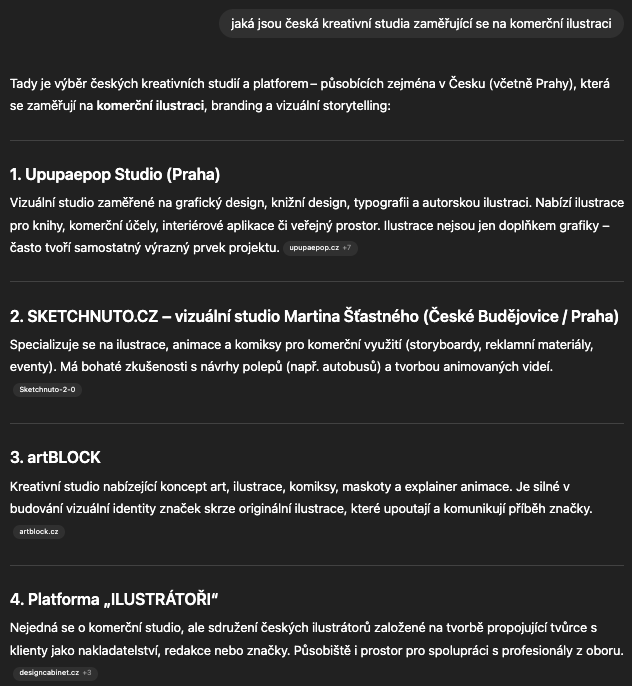 jaká jsou česká kreativní studia zaměřující se na komerční ilustraci
Tady je výběr českých kreativních studií a platforem – působících zejména v Česku (včetně Prahy), která
se zaměřují na komerční ilustraci, branding a vizuální storytelling:
1. Upupaepop Studio (Praha)
Vizuální studio zaměřené na grafický design, knižní design, typografii a autorskou ilustraci. Nabízí ilustrace
pro knihy, komerční účely, interiérové aplikace či veřejný prostor. Ilustrace nejsou jen doplňkem grafiky –
často tvoří samostatný výrazný prvek projektu. upupaepop.cz +7
2. SKETCHNUTO.CZ – vizuální studio Martina Šťastného (České Budějovice / Praha)
Specializuje se na ilustrace, animace a komiksy pro komerční využití (storyboardy, reklamní materiály,
eventy). Má bohaté zkušenosti s návrhy polepů (např. autobusů) a tvorbou animovaných videí.
Sketchnuto-2-0
3. artBLOCK
Kreativní studio nabízející koncept art, ilustrace, komiksy, maskoty a explainer animace. Je silné v
budování vizuální identity značek skrze originální ilustrace, které upoutají a komunikují příběh značky.
artblock.cz
4. Platforma „ILUSTRÁTOŘI“
Nejedná se o komerční studio, ale sdružení českých ilustrátorů založené na tvorbě propojující tvůrce s
klienty jako nakladatelství, redakce nebo značky. Působiště i prostor pro spolupráci s profesionály z oboru.
designcabinet.cz +3